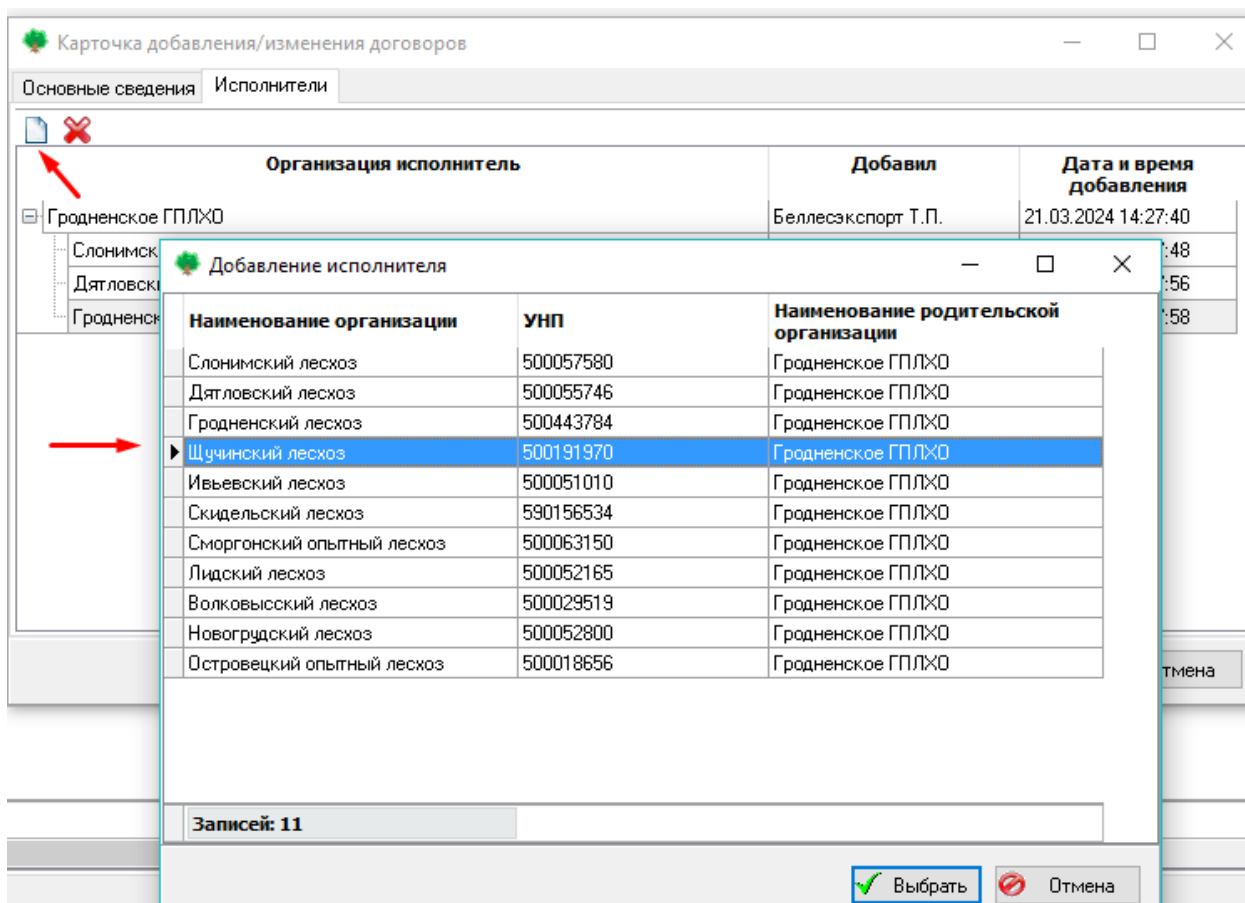 Карточка добавления/изменения договоров
Основные сведения Исполнители
Организация исполнитель Добавил Дата и время добавления
Гродненское ГПЛХО Беллесэкспорт Т.П. 21.03.2024 14:27:40
Слонимск :48
Дятловск :56
Гродненск :58
Добавление исполнителя
Наименование организации УНП Наименование родительской организации
Слонимский лесхоз 500057580 Гродненское ГПЛХО
Дятловский лесхоз 500055746 Гродненское ГПЛХО
Гродненский лесхоз 500443784 Гродненское ГПЛХО
Щучинский лесхоз 500191970 Гродненское ГПЛХО
Ивьевский лесхоз 500051010 Гродненское ГПЛХО
Скидельский лесхоз 590156534 Гродненское ГПЛХО
Сморгонский опытный лесхоз 500063150 Гродненское ГПЛХО
Лидский лесхоз 500052165 Гродненское ГПЛХО
Волковысский лесхоз 500029519 Гродненское ГПЛХО
Новогрудский лесхоз 500052800 Гродненское ГПЛХО
Островецкий опытный лесхоз 500018656 Гродненское ГПЛХО
тмена
Записей: 11
Выбрать Отмена